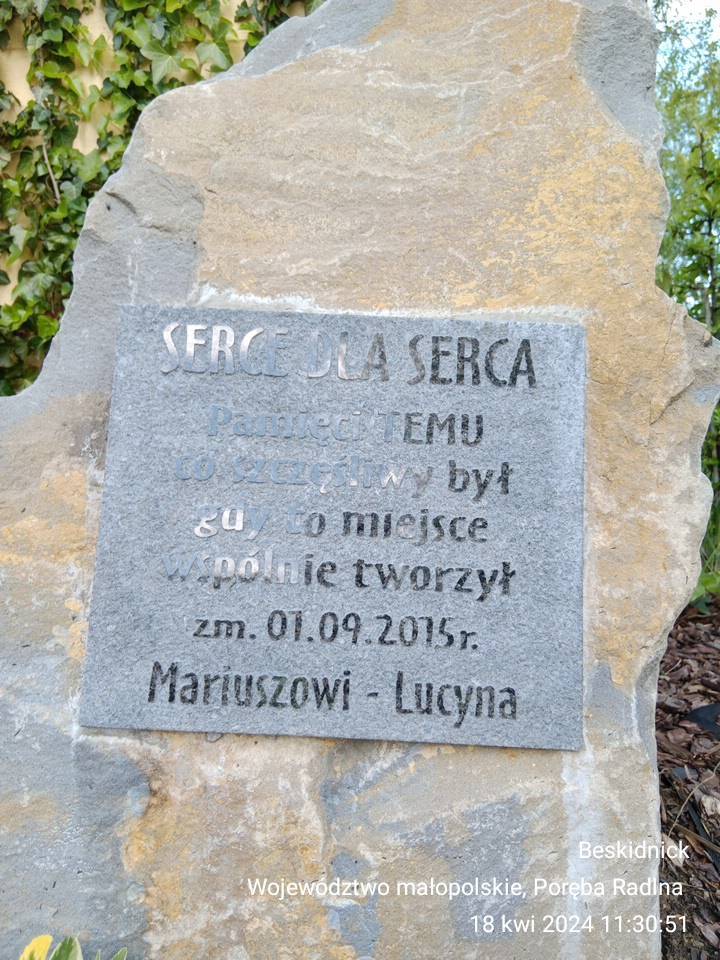 SERCE DLA SERCA
Pamięci TEMU
co szczęśliwy był
gdy to miejsce
wspólnie tworzył
zm. 01.09.2015r.
Mariuszowi - Lucyna
Beskidnick
Województwo małopolskie, Poręba Radlna
18 kwi 2024 11:30:51